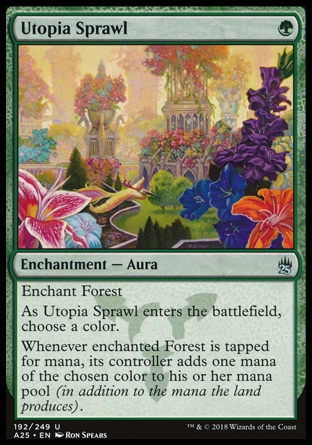 Utopia Sprawl
Enchantment — Aura
Enchant Forest
As Utopia Sprawl enters the battlefield,
choose a color.
Whenever enchanted Forest is tapped
for mana, its controller adds one mana
of the chosen color to his or her mana
pool (in addition to the mana the land
produces).
192/249 U
A25 • EN Ron Spears
™ & © 2018 Wizards of the Coast